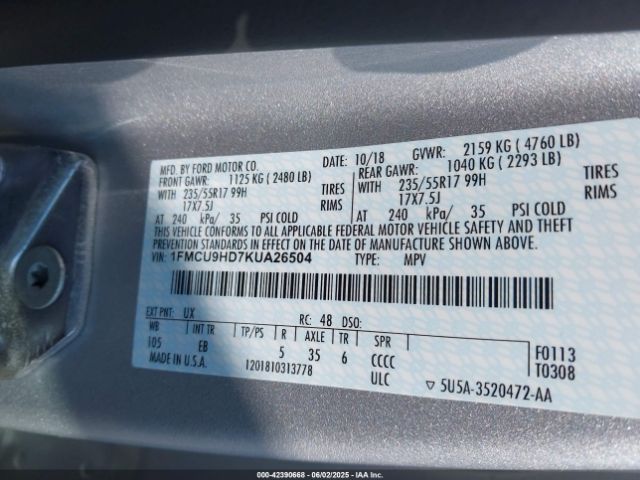 MFD. BY FORD MOTOR CO.
DATE: 10/18 GVWR: 2159 KG ( 4760 LB)
FRONT GAWR: 1125 KG ( 2480 LB) REAR GAWR: 1040 KG ( 2293 LB)
WITH 235/55R17 99H TIRES WITH 235/55R17 99H TIRES
17X7.5J RIMS 17X7.5J RIMS
AT 240 kPa/ 35 PSI COLD AT 240 kPa/ 35 PSI COLD
THIS VEHICLE CONFORMS TO ALL APPLICABLE FEDERAL MOTOR VEHICLE SAFETY AND THEFT
PREVENTION STANDARDS IN EFFECT ON THE DATE OF MANUFACTURE SHOWN ABOVE.
VIN: 1FMCU9HD7KUA26504 TYPE: MPV
EXT PNT: UX RC: 48 DSO:
WB INT TR TP/PS R AXLE TR SPR
105 EB 5 35 6 CCCC F0113
MADE IN U.S.A. 1201810313778 ULC T0308
▽ 5U5A-3520472-AA
00-42390668 - 06/02/2025 - IAA Inc.